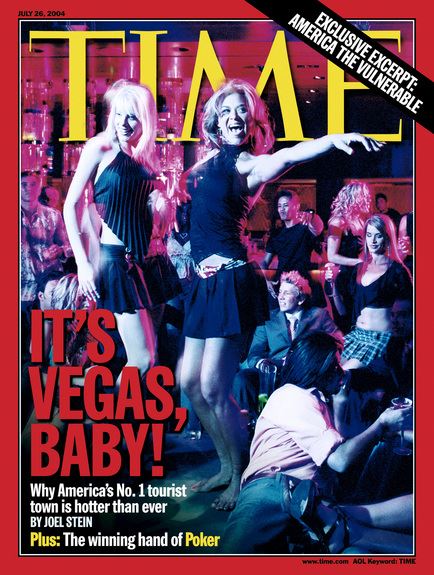 JULY 26, 2004
EXCLUSIVE EXCERPT:
AMERICA THE VULNERABLE
TIME
IT'S
VEGAS,
BABY!
Why America's No. 1 tourist
town is hotter than ever
BY JOEL STEIN
Plus: The winning hand of Poker
www.time.com AOL Keyword: TIME